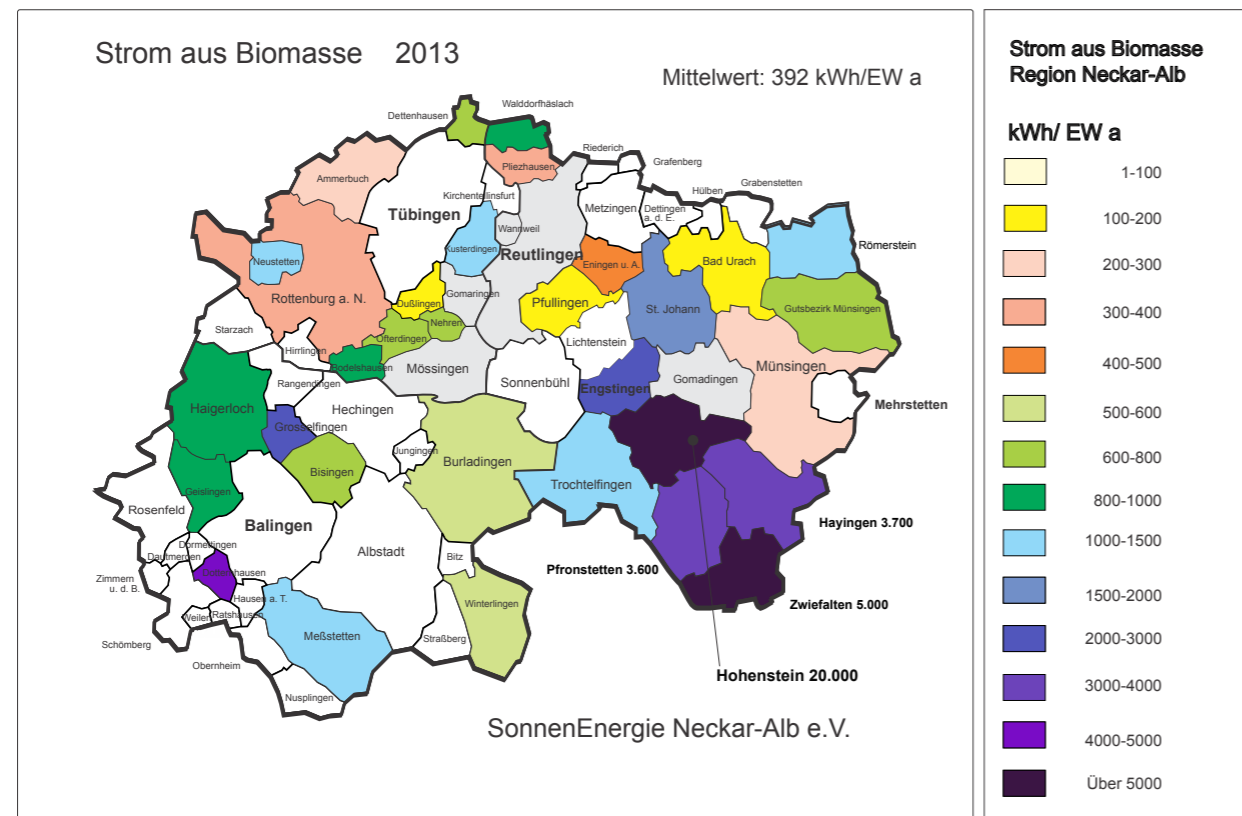 Strom aus Biomasse 2013
Mittelwert: 392 kWh/EW a
Walddorfhäslach
Dettenhausen
Riederich
Grafenberg
Pliezhausen
Ammerbuch
Kirchentellinsfurt
Hülben
Grabenstetten
Tübingen
Metzingen
Dettingen
a. d. E.
Wannweil
Römerstein
Kusterdingen
Reutlingen
Neustetten
Eningen u. A.
Bad Urach
Rottenburg a. N.
Gomaringen
Dußlingen
Pfullingen
St. Johann
Gutsbezirk Münsingen
Nehren
Starzach
Ofterdingen
Hirrlingen
Lichtenstein
Bodelshausen
Mössingen
Münsingen
Rangendingen
Sonnenbühl
Engstingen
Gomadingen
Haigerloch
Hechingen
Mehrstetten
Grosselfingen
Jungingen
Burladingen
Bisingen
Trochtelfingen
Geislingen
Rosenfeld
Balingen
Hayingen 3.700
Dormettingen
Albstadt
Dautmergen
Bitz
Pfronstetten 3.600
Zimmern
u. d. B.
Dotternhausen
Hausen a. T.
Winterlingen
Zwiefalten 5.000
Weilen
Ratshausen
Meßstetten
Straßberg
Schömberg
Obernheim
Hohenstein 20.000
Nusplingen
SonnenEnergie Neckar-Alb e.V.
Strom aus Biomasse
Region Neckar-Alb
kWh/ EW a
1-100
100-200
200-300
300-400
400-500
500-600
600-800
800-1000
1000-1500
1500-2000
2000-3000
3000-4000
4000-5000
Über 5000